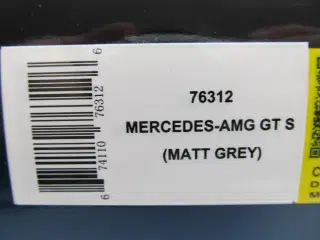 76312
MERCEDES-AMG GT S
(MATT GREY)
6 74110 76312 6